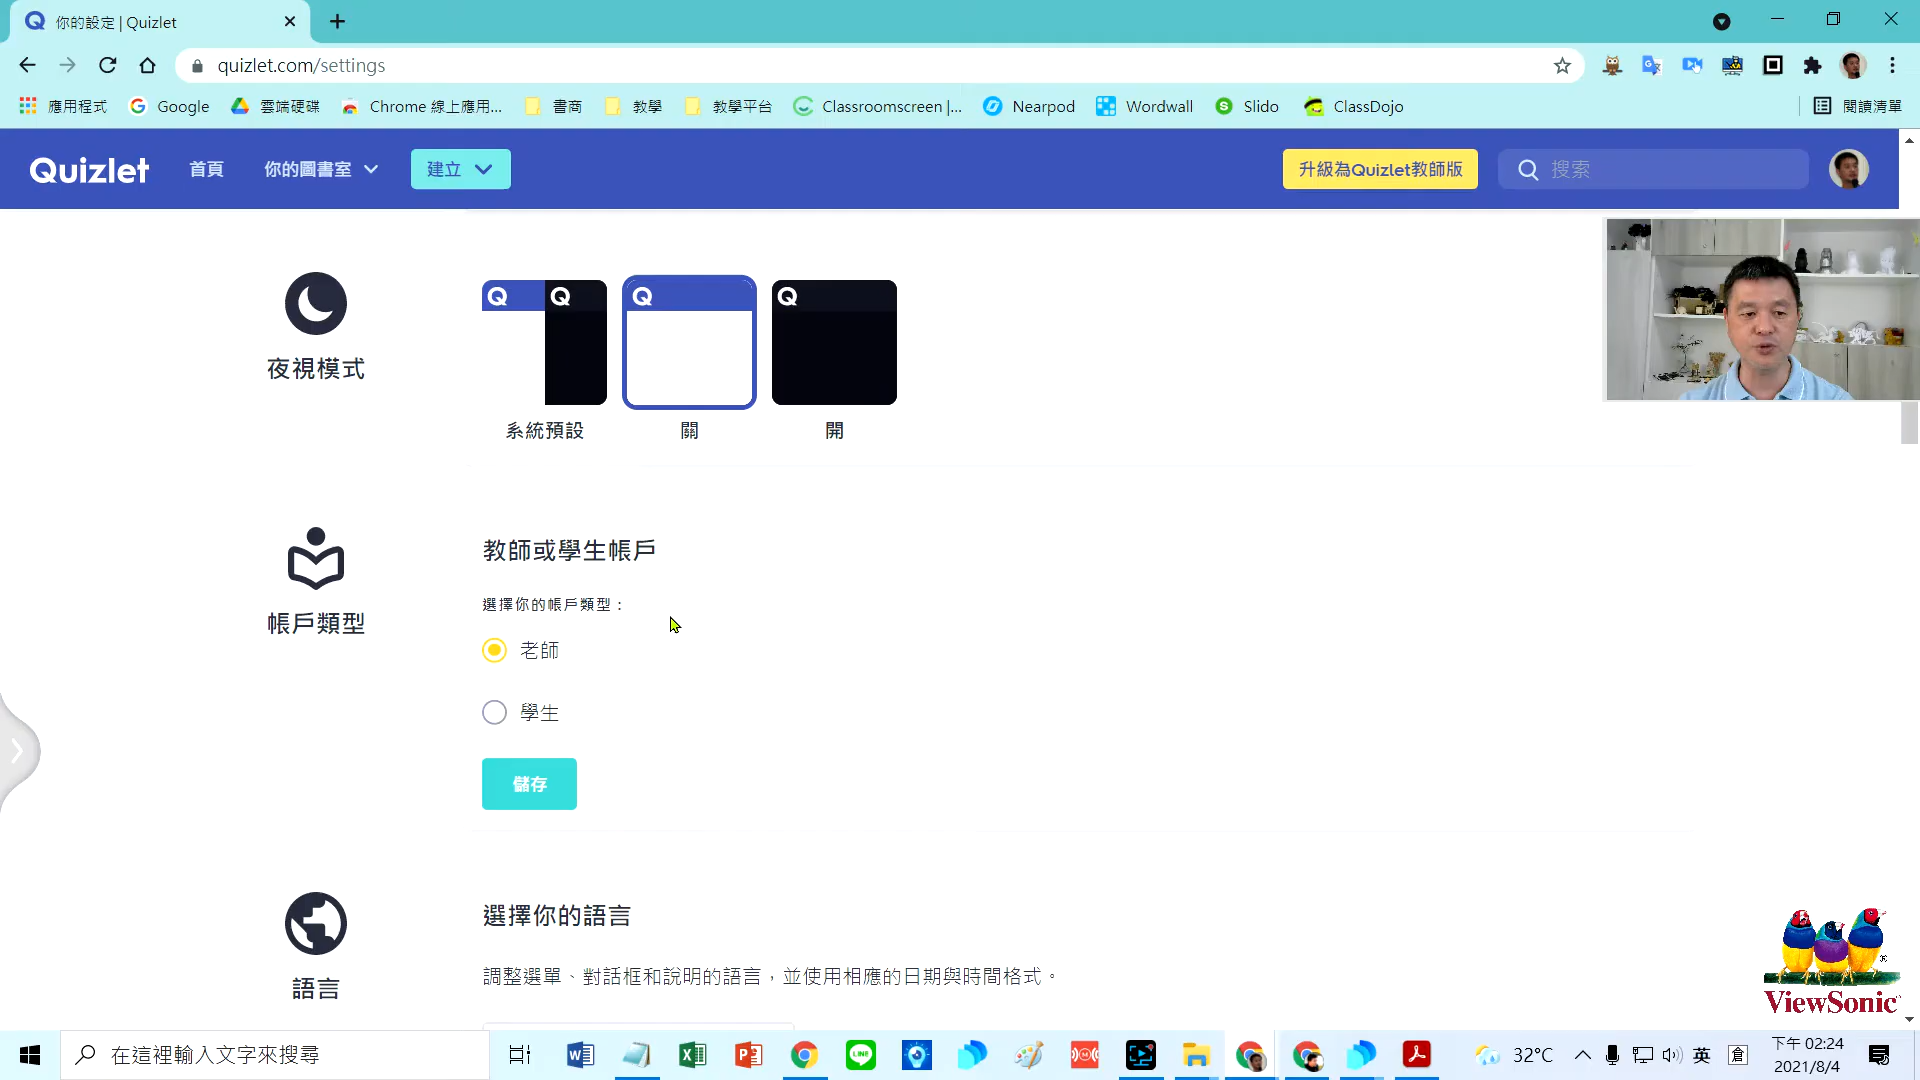 你的設定 | Quizlet
quizlet.com/settings
應用程式 Google 雲端硬碟 Chrome 線上應用... 書商 教學 教學平台 Classroomscreen |... Nearpod Wordwall Slido ClassDojo 閱讀清單
Quizlet 首頁 你的圖書室 建立 升級為Quizlet教師版 搜索
夜視模式
系統預設 關 開
帳戶類型
教師或學生帳戶
選擇你的帳戶類型：
老師
學生
儲存
語言
選擇你的語言
調整選單、對話框和說明的語言，並使用相應的日期與時間格式。
ViewSonic
在這裡輸入文字來搜尋
32°C 英 倉 下午 02:24
2021/8/4